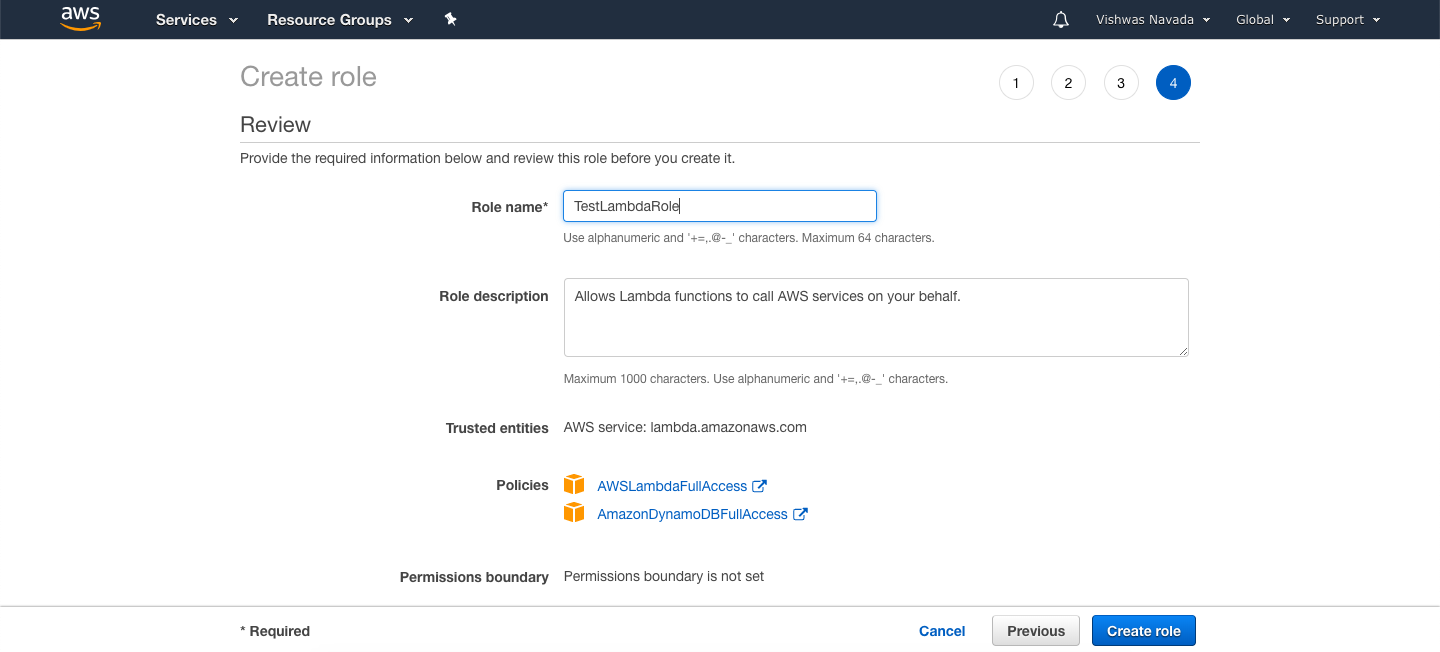 aws Services Resource Groups Vishwas Navada Global Support
Create role 1 2 3 4
Review
Provide the required information below and review this role before you create it.
Role name* TestLambdaRole
Use alphanumeric and '+=,.@-_' characters. Maximum 64 characters.
Role description Allows Lambda functions to call AWS services on your behalf.
Maximum 1000 characters. Use alphanumeric and '+=,.@-_' characters.
Trusted entities AWS service: lambda.amazonaws.com
Policies AWSLambdaFullAccess
AmazonDynamoDBFullAccess
Permissions boundary Permissions boundary is not set
* Required Cancel Previous Create role